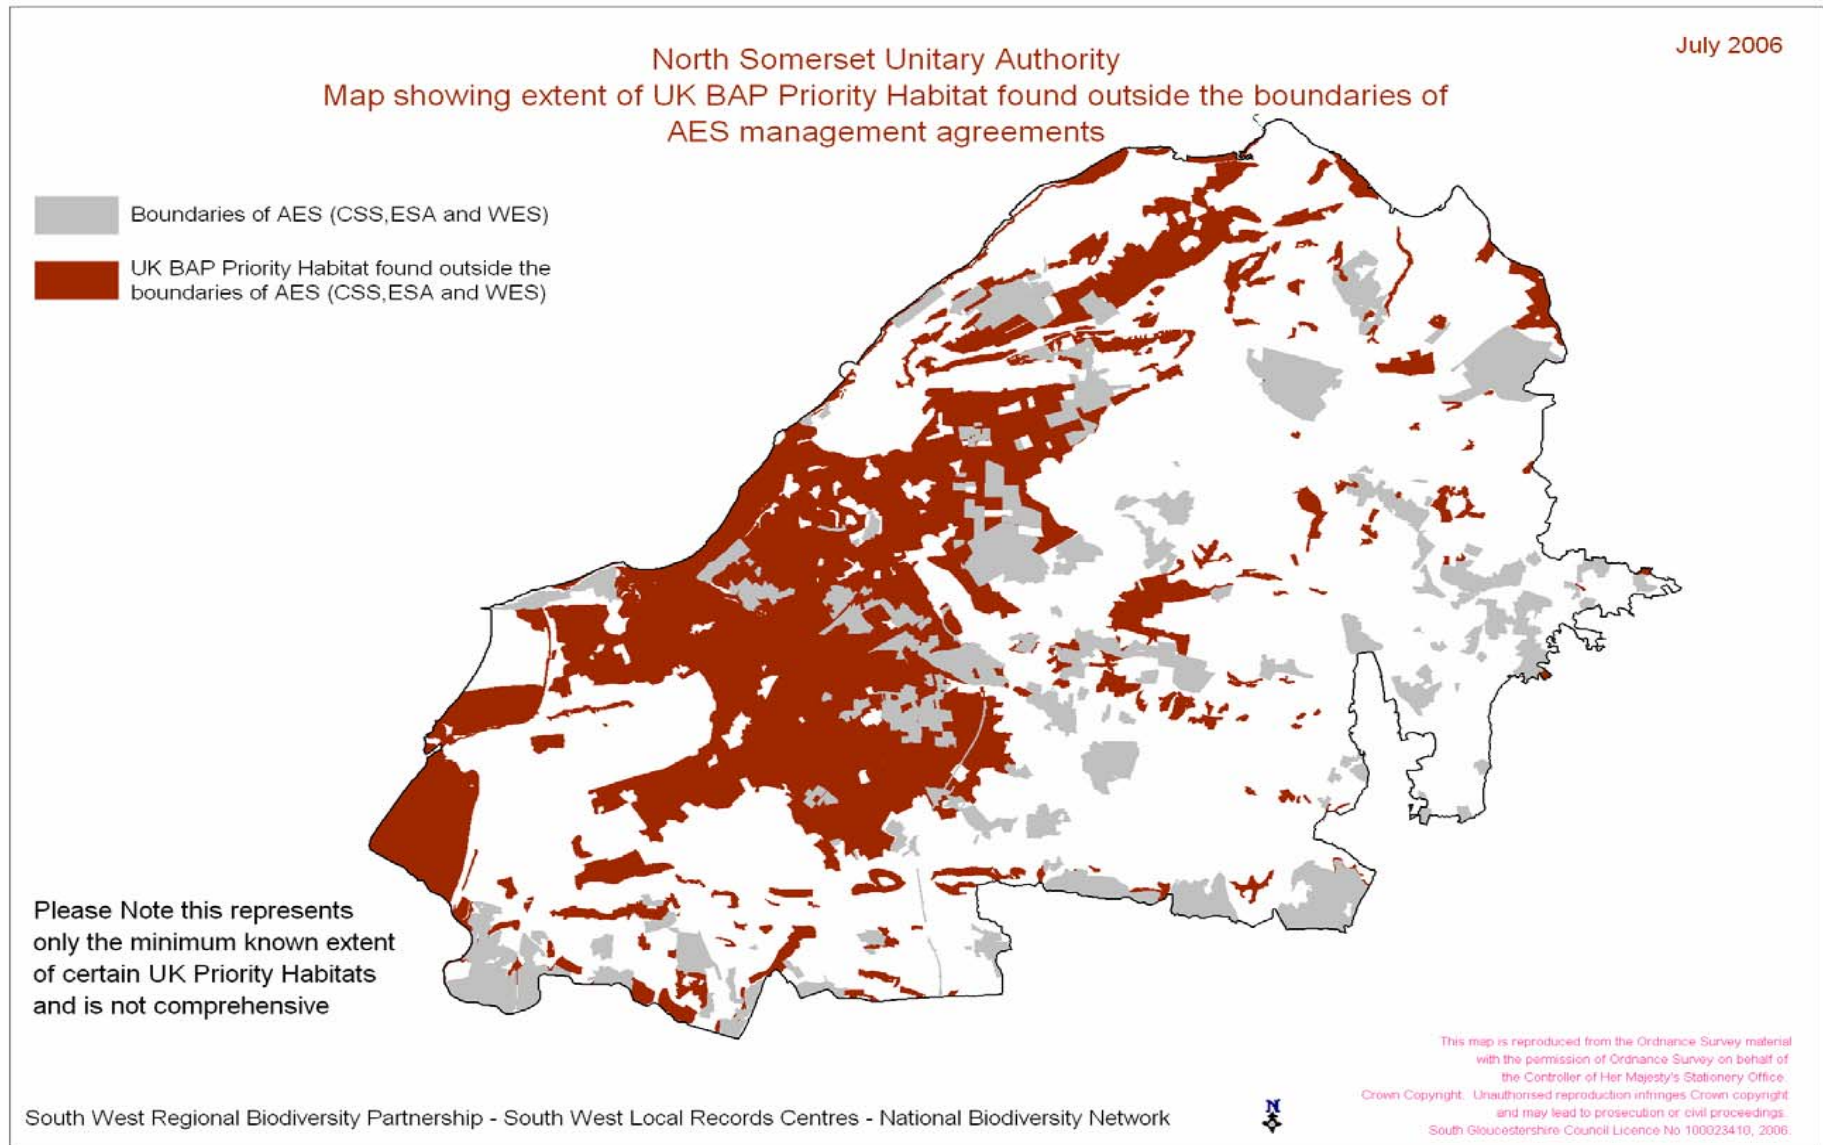 July 2006
North Somerset Unitary Authority
Map showing extent of UK BAP Priority Habitat found outside the boundaries of
AES management agreements
Boundaries of AES (CSS,ESA and WES)
UK BAP Priority Habitat found outside the
boundaries of AES (CSS,ESA and WES)
Please Note this represents
only the minimum known extent
of certain UK Priority Habitats
and is not comprehensive
This map is reproduced from the Ordnance Survey material
with the permission of Ordnance Survey on behalf of
the Controller of Her Majesty's Stationery Office.
Crown Copyright. Unauthorised reproduction infringes Crown copyright
and may lead to prosecution or civil proceedings.
South Gloucestershire Council Licence No 100023410, 2006.
South West Regional Biodiversity Partnership - South West Local Records Centres - National Biodiversity Network
N